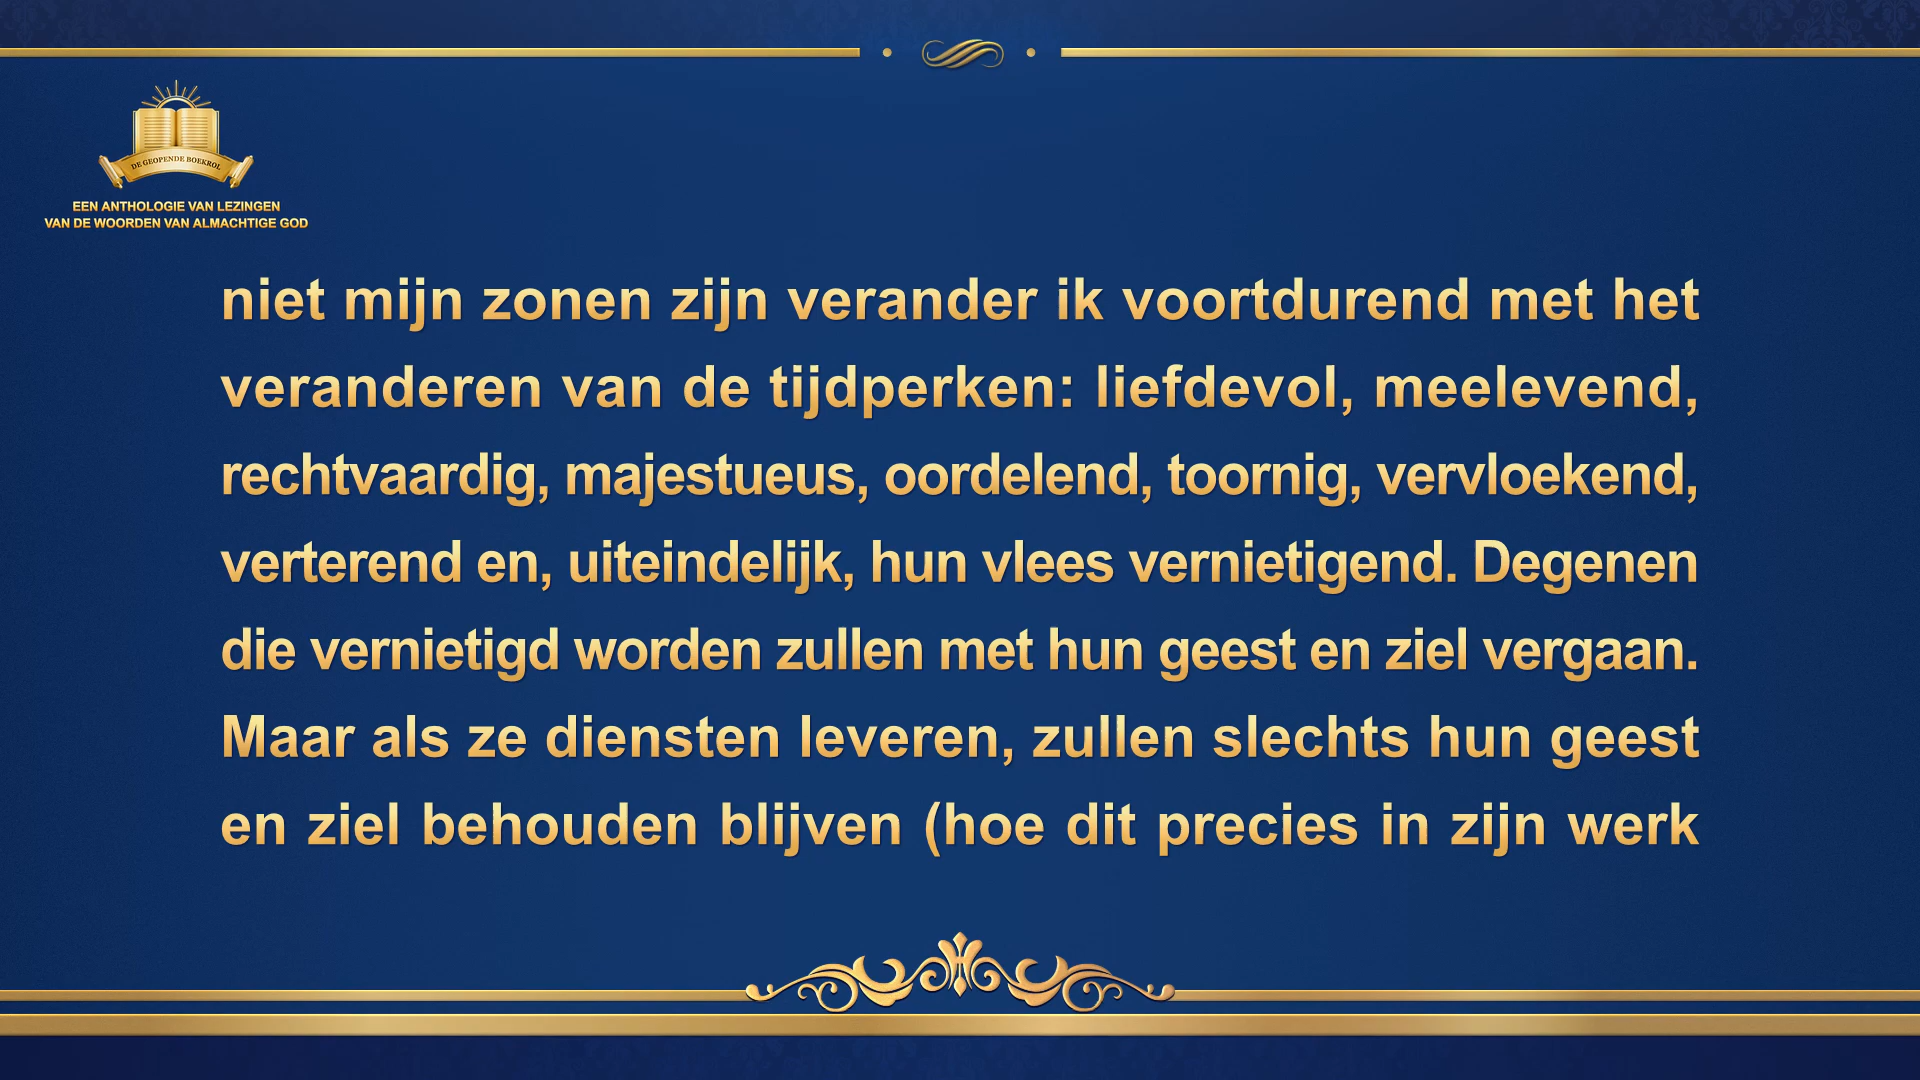 DE GEOPENDE BOEKROL
EEN ANTHOLOGIE VAN LEZINGEN
VAN DE WOORDEN VAN ALMACHTIGE GOD
niet mijn zonen zijn verander ik voortdurend met het
veranderen van de tijdperken: liefdevol, meelevend,
rechtvaardig, majestueus, oordelend, toornig, vervloekend,
verterend en, uiteindelijk, hun vlees vernietigend. Degenen
die vernietigd worden zullen met hun geest en ziel vergaan.
Maar als ze diensten leveren, zullen slechts hun geest
en ziel behouden blijven (hoe dit precies in zijn werk